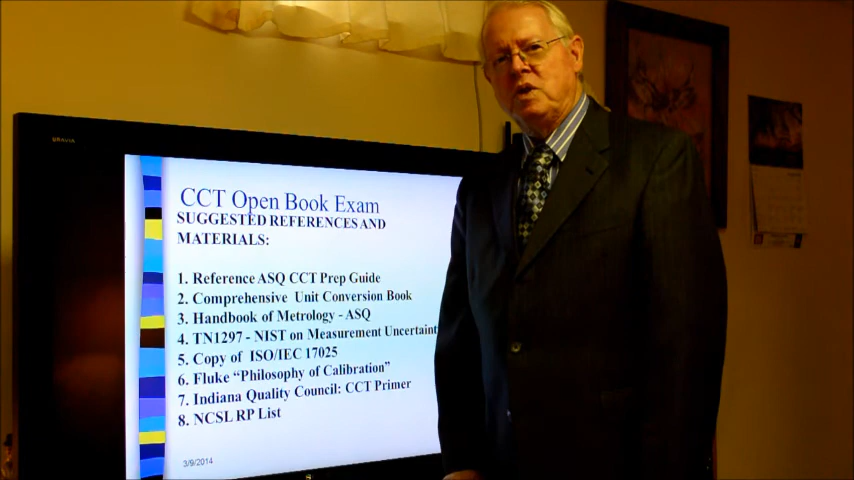 BRAVIA
CCT Open Book Exam
SUGGESTED REFERENCES AND
MATERIALS:
1. Reference ASQ CCT Prep Guide
2. Comprehensive Unit Conversion Book
3. Handbook of Metrology - ASQ
4. TN1297 - NIST on Measurement Uncertaint
5. Copy of ISO/IEC 17025
6. Fluke “Philosophy of Calibration”
7. Indiana Quality Council: CCT Primer
8. NCSL RP List
3/9/2014